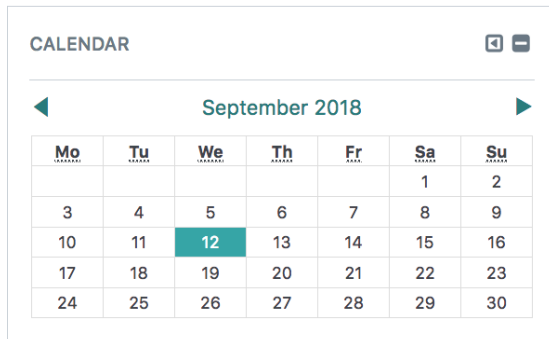 CALENDAR
September 2018
Mo Tu We Th Fr Sa Su
1 2
3 4 5 6 7 8 9
10 11 12 13 14 15 16
17 18 19 20 21 22 23
24 25 26 27 28 29 30